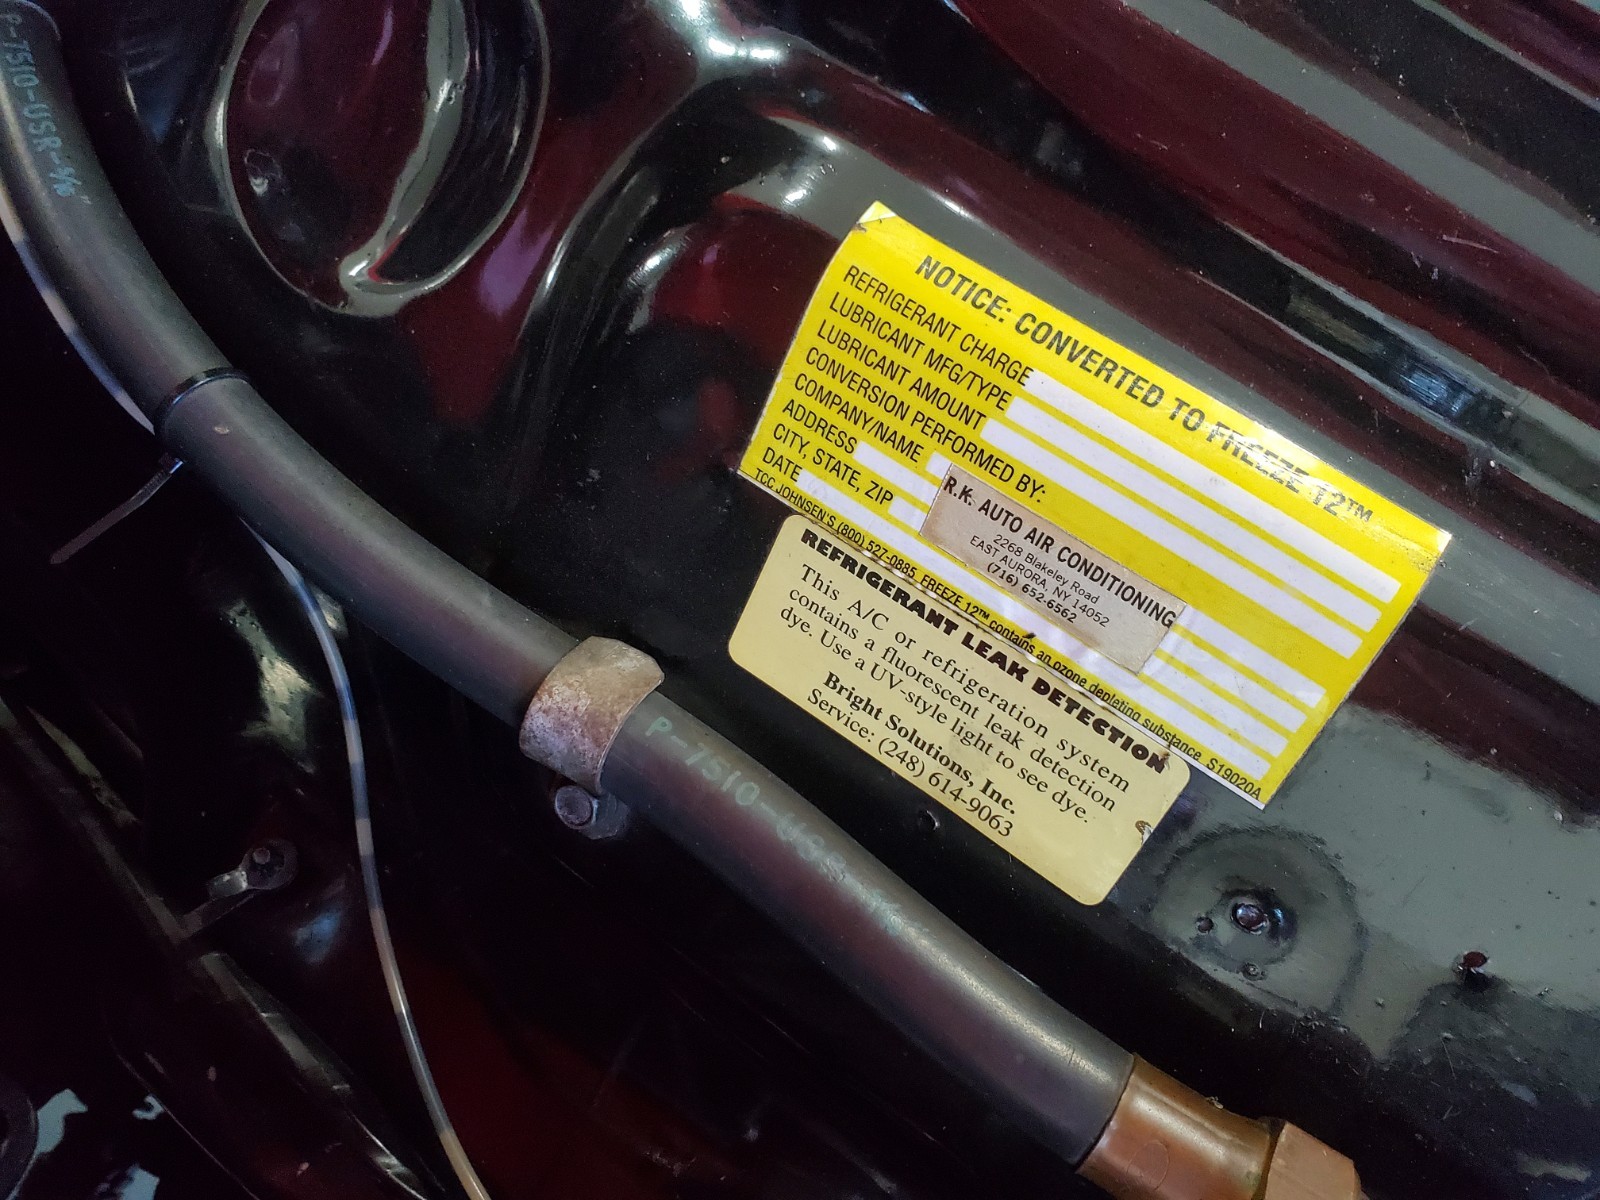 P-7510-USR-96
NOTICE: CONVERTED TO FREEZE 12™
REFRIGERANT CHARGE
LUBRICANT MFG/TYPE
LUBRICANT AMOUNT
CONVERSION PERFORMED BY:
COMPANY/NAME
ADDRESS
CITY, STATE, ZIP
DATE
TCC JOHNSEN'S (800) 527-0885 FREEZE 12™ contains an ozone depleting substance S19020A
R.K. AUTO AIR CONDITIONING
2268 Blakeley Road
EAST AURORA, NY 14052
(716) 652-6562
REFRIGERANT LEAK DETECTION
This A/C or refrigeration system
contains a fluorescent leak detection
dye. Use a UV-style light to see dye.
Bright Solutions, Inc.
Service: (248) 614-9063
P-7510-